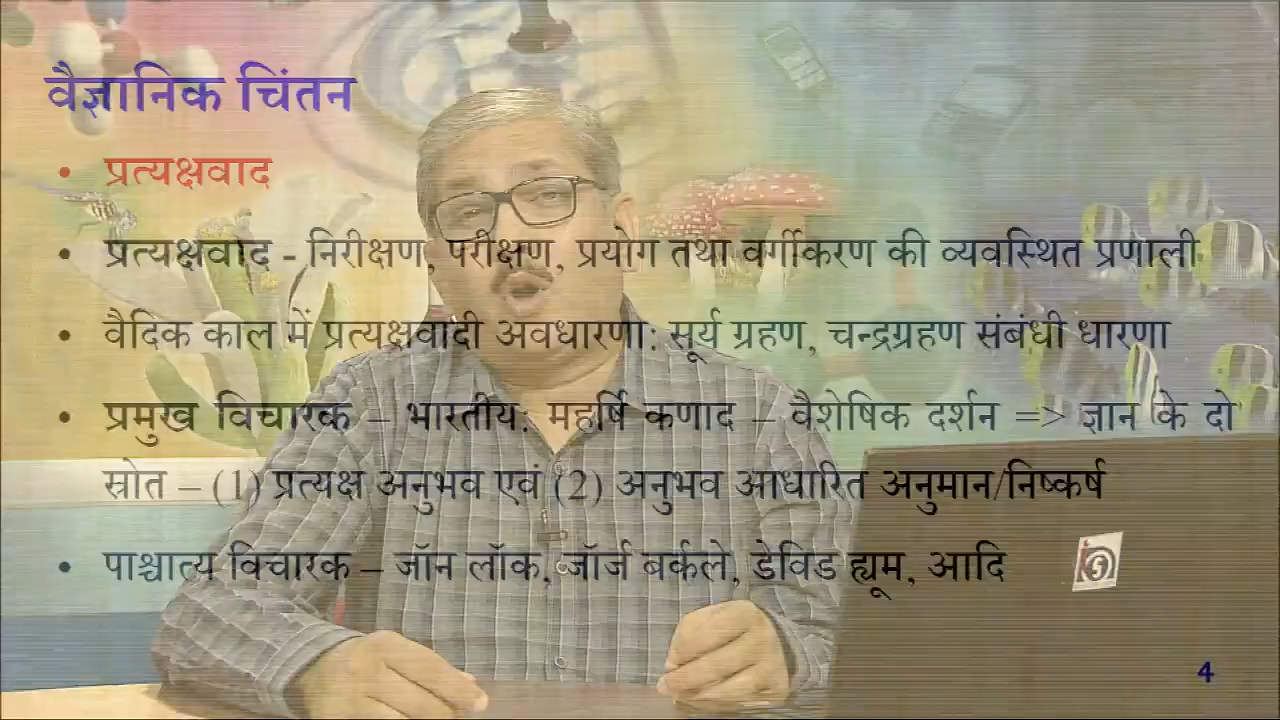 वैज्ञानिक चिंतन
• प्रत्यक्षवाद
• प्रत्यक्षवाद - निरीक्षण, परीक्षण, प्रयोग तथा वर्गीकरण की व्यवस्थित प्रणाली
• वैदिक काल में प्रत्यक्षवादी अवधारणा: सूर्य ग्रहण, चन्द्रग्रहण संबंधी धारणा
• प्रमुख विचारक – भारतीय: महर्षि कणाद – वैशेषिक दर्शन => ज्ञान के दो
स्रोत – (1) प्रत्यक्ष अनुभव एवं (2) अनुभव आधारित अनुमान/निष्कर्ष
• पाश्चात्य विचारक – जॉन लॉक, जॉर्ज बर्कले, डेविड ह्यूम, आदि
4